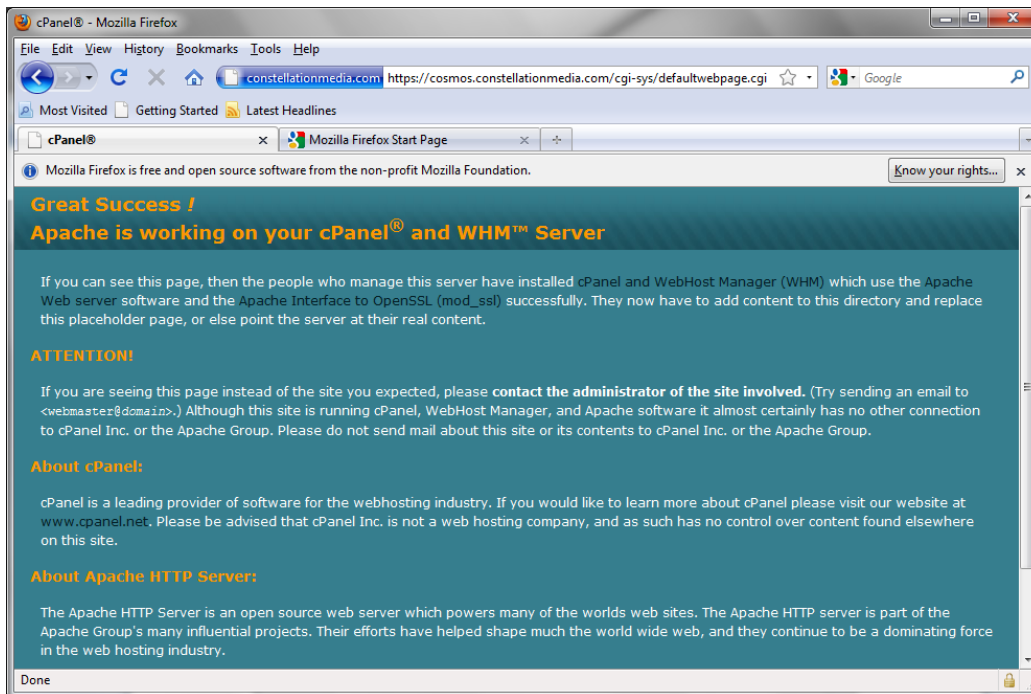 cPanel® - Mozilla Firefox
File Edit View History Bookmarks Tools Help
constellationmedia.com https://cosmos.constellationmedia.com/cgi-sys/defaultwebpage.cgi Google
Most Visited Getting Started Latest Headlines
cPanel® Mozilla Firefox Start Page
Mozilla Firefox is free and open source software from the non-profit Mozilla Foundation. Know your rights...
Great Success !
Apache is working on your cPanel® and WHM™ Server
If you can see this page, then the people who manage this server have installed cPanel and WebHost Manager (WHM) which use the Apache
Web server software and the Apache Interface to OpenSSL (mod_ssl) successfully. They now have to add content to this directory and replace
this placeholder page, or else point the server at their real content.
ATTENTION!
If you are seeing this page instead of the site you expected, please contact the administrator of the site involved. (Try sending an email to
<webmaster@domain>.) Although this site is running cPanel, WebHost Manager, and Apache software it almost certainly has no other connection
to cPanel Inc. or the Apache Group. Please do not send mail about this site or its contents to cPanel Inc. or the Apache Group.
About cPanel:
cPanel is a leading provider of software for the webhosting industry. If you would like to learn more about cPanel please visit our website at
www.cpanel.net. Please be advised that cPanel Inc. is not a web hosting company, and as such has no control over content found elsewhere
on this site.
About Apache HTTP Server:
The Apache HTTP Server is an open source web server which powers many of the worlds web sites. The Apache HTTP server is part of the
Apache Group's many influential projects. Their efforts have helped shape much the world wide web, and they continue to be a dominating force
in the web hosting industry.
Done